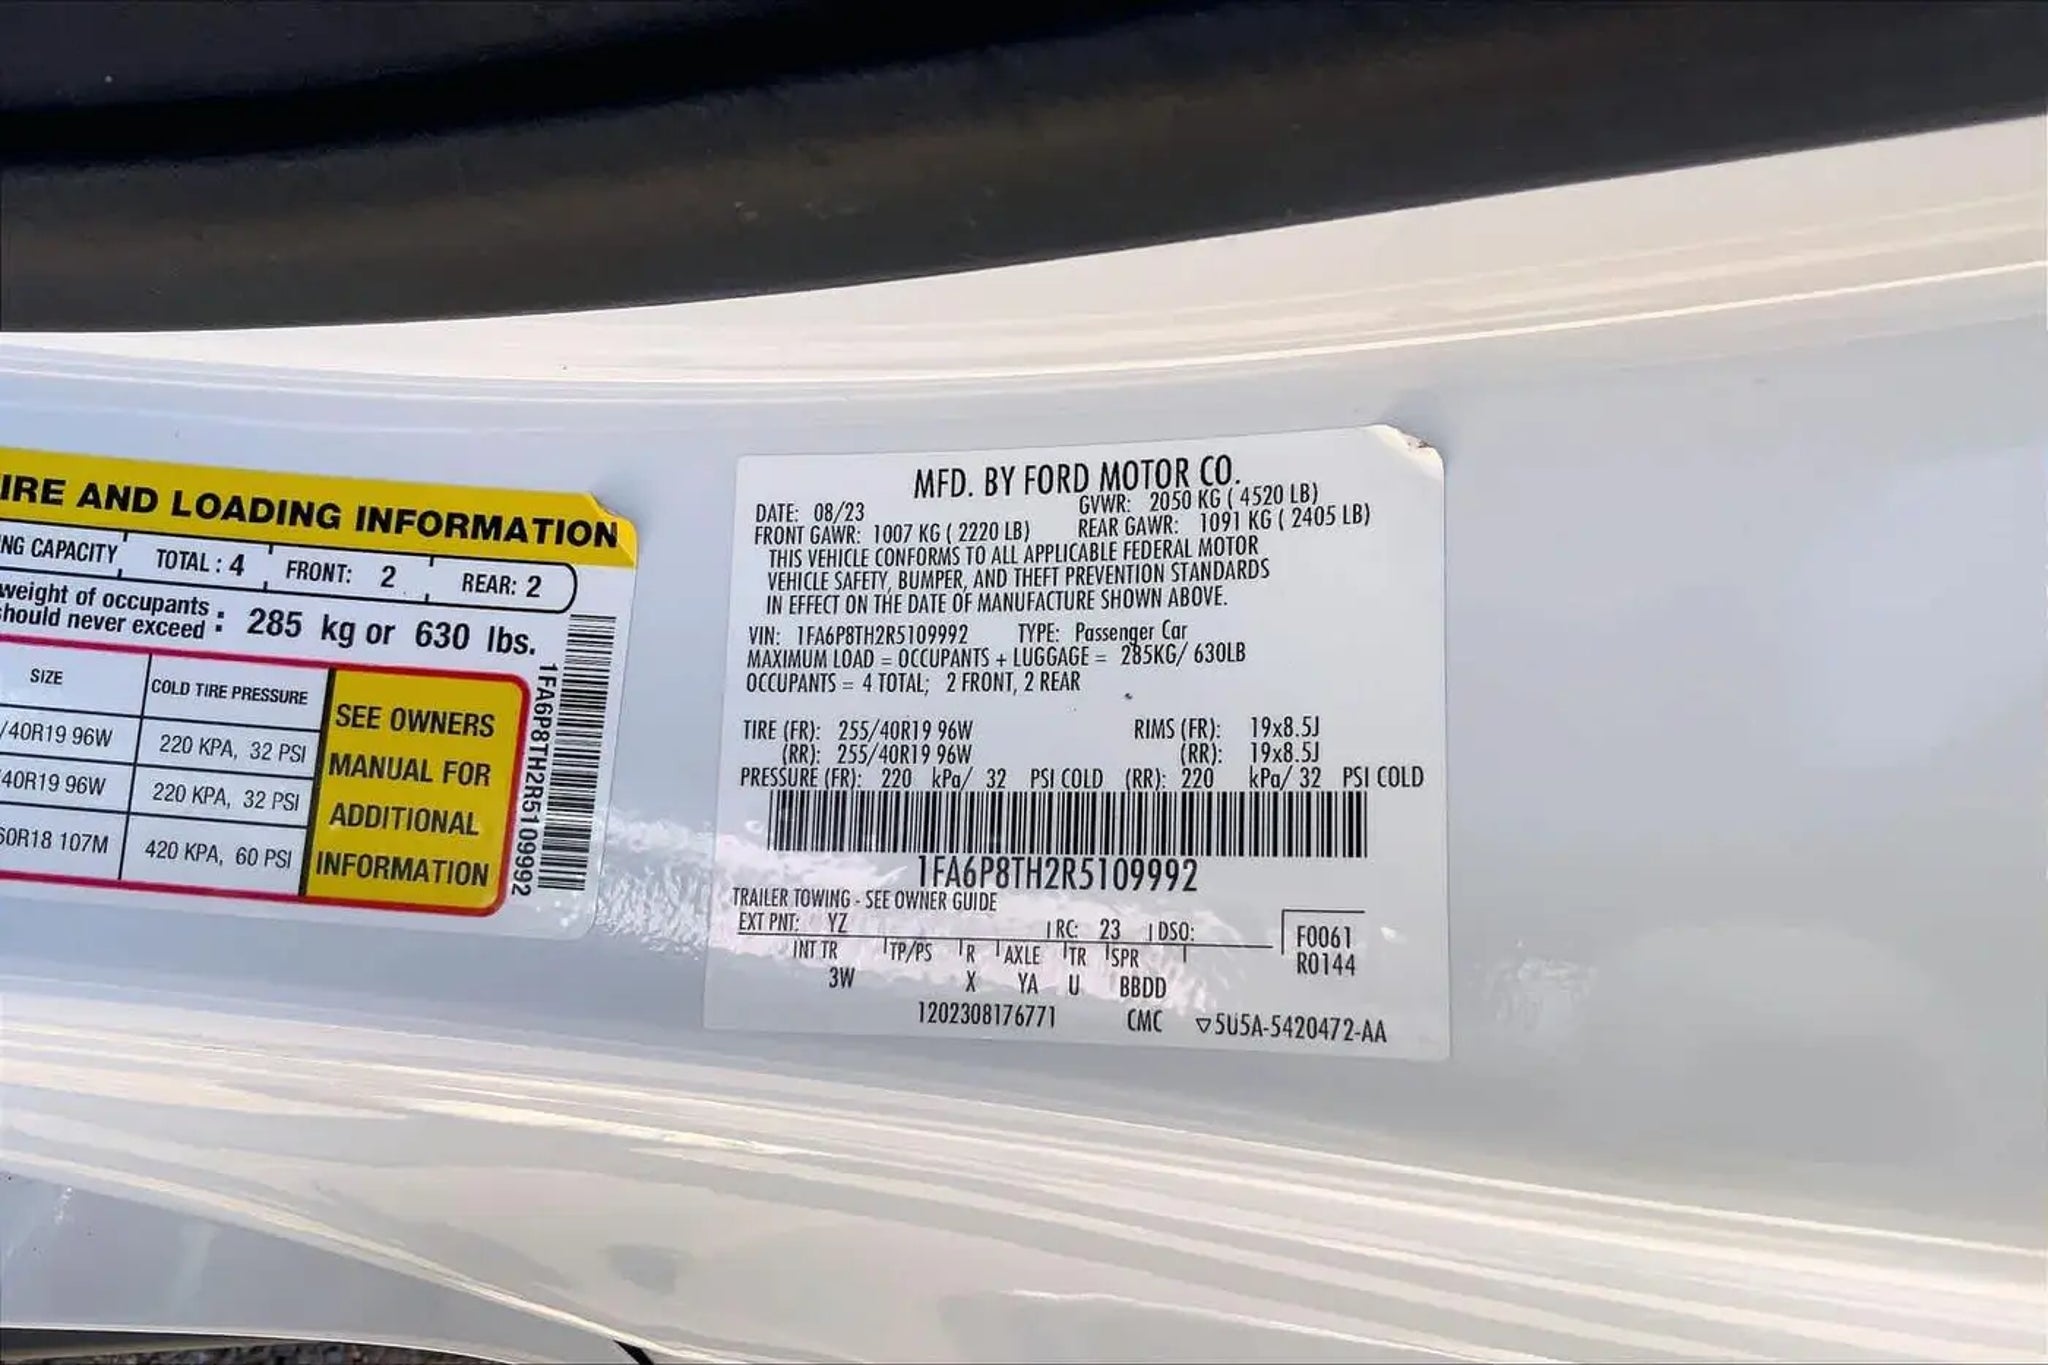 IRE AND LOADING INFORMATION
NG CAPACITY TOTAL : 4 FRONT: 2 REAR: 2
weight of occupants
should never exceed : 285 kg or 630 lbs.
SIZE COLD TIRE PRESSURE
/40R19 96W 220 KPA, 32 PSI
40R19 96W 220 KPA, 32 PSI
60R18 107M 420 KPA, 60 PSI
SEE OWNERS
MANUAL FOR
ADDITIONAL
INFORMATION
1FA6P8TH2R5109992
MFD. BY FORD MOTOR CO.
DATE: 08/23 GVWR: 2050 KG ( 4520 LB)
FRONT GAWR: 1007 KG ( 2220 LB) REAR GAWR: 1091 KG ( 2405 LB)
THIS VEHICLE CONFORMS TO ALL APPLICABLE FEDERAL MOTOR
VEHICLE SAFETY, BUMPER, AND THEFT PREVENTION STANDARDS
IN EFFECT ON THE DATE OF MANUFACTURE SHOWN ABOVE.
VIN: 1FA6P8TH2R5109992 TYPE: Passenger Car
MAXIMUM LOAD = OCCUPANTS + LUGGAGE = 285KG/ 630LB
OCCUPANTS = 4 TOTAL; 2 FRONT, 2 REAR
TIRE (FR): 255/40R19 96W RIMS (FR): 19x8.5J
(RR): 255/40R19 96W (RR): 19x8.5J
PRESSURE (FR): 220 kPa/ 32 PSI COLD (RR): 220 kPa/ 32 PSI COLD
1FA6P8TH2R5109992
TRAILER TOWING - SEE OWNER GUIDE
EXT PNT: YZ RC: 23 DSO:
INT TR TP/PS R AXLE TR SPR
3W X YA U BBDD
F0061
R0144
1202308176771 CMC ▽5U5A-5420472-AA